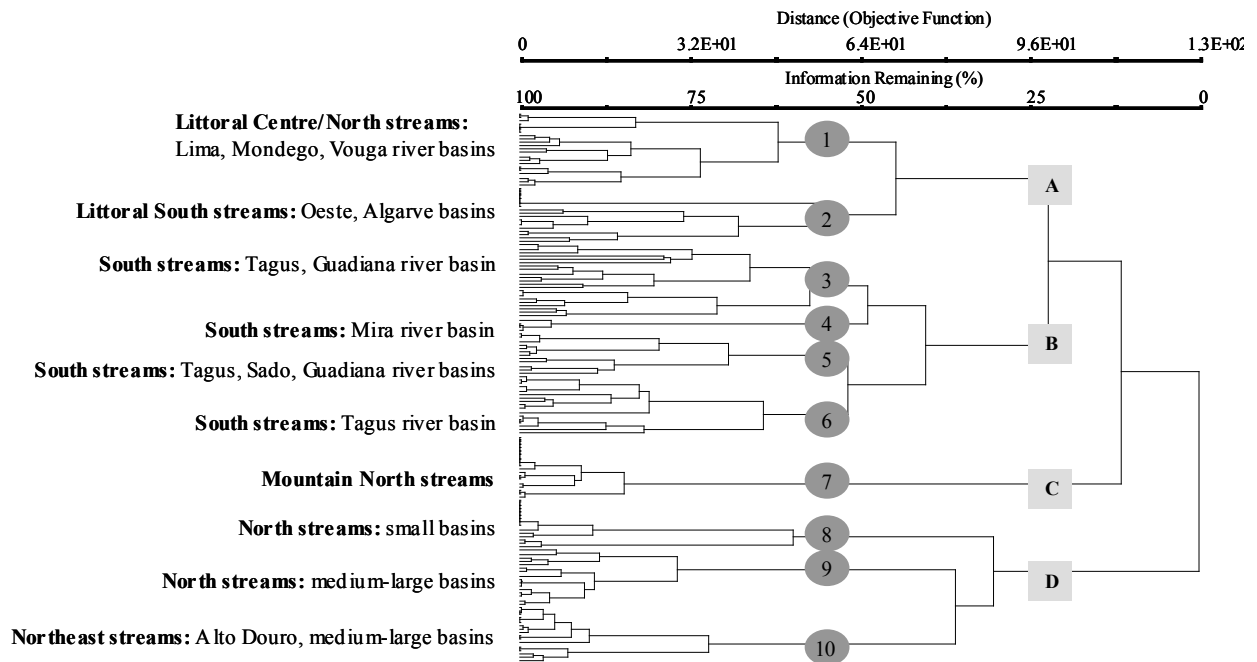 Distance (Objective Function)
0 3.2E+01 6.4E+01 9.6E+01 1.3E+02
Information Remaining (%)
100 75 50 25 0
Littoral Centre/North streams:
Lima, Mondego, Vouga river basins
1
A
Littoral South streams: Oeste, Algarve basins
2
South streams: Tagus, Guadiana river basin
3
South streams: Mira river basin
4
B
South streams: Tagus, Sado, Guadiana river basins
5
South streams: Tagus river basin
6
Mountain North streams
7
C
North streams: small basins
8
North streams: medium-large basins
9
D
Northeast streams: Alto Douro, medium-large basins
10